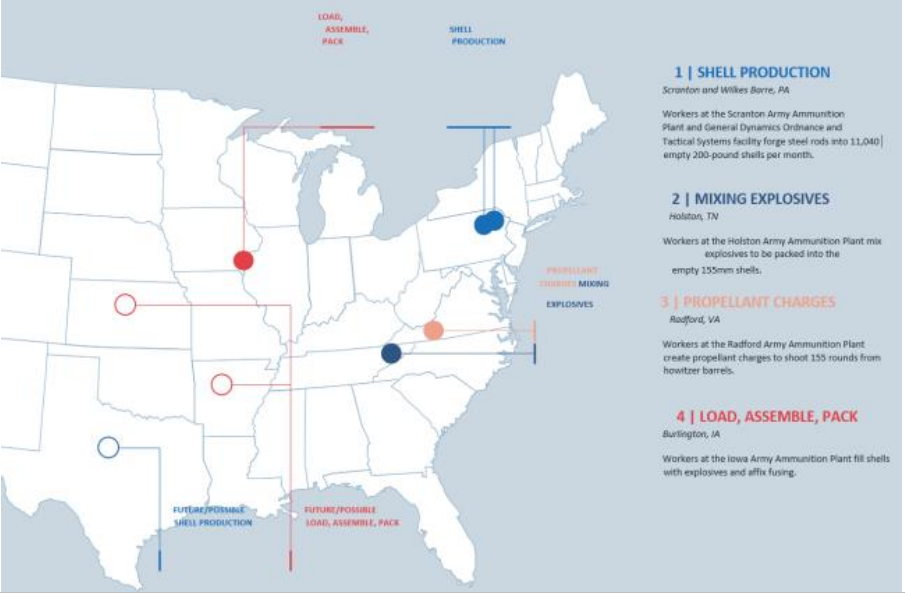 LOAD,
ASSEMBLE,
PACK
SHELL
PRODUCTION
PROPELLANT
CHARGES MIXING
EXPLOSIVES
FUTURE/POSSIBLE
SHELL PRODUCTION
FUTURE/POSSIBLE
LOAD, ASSEMBLE, PACK
1 | SHELL PRODUCTION
Scranton and Wilkes Barre, PA
Workers at the Scranton Army Ammunition
Plant and General Dynamics Ordnance and
Tactical Systems facility forge steel rods into 11,040
empty 200-pound shells per month.
2 | MIXING EXPLOSIVES
Holston, TN
Workers at the Holston Army Ammunition Plant mix
explosives to be packed into the
empty 155mm shells.
3 | PROPELLANT CHARGES
Radford, VA
Workers at the Radford Army Ammunition Plant
create propellant charges to shoot 155 rounds from
howitzer barrels.
4 | LOAD, ASSEMBLE, PACK
Burlington, IA
Workers at the Iowa Army Ammunition Plant fill shells
with explosives and affix fusing.